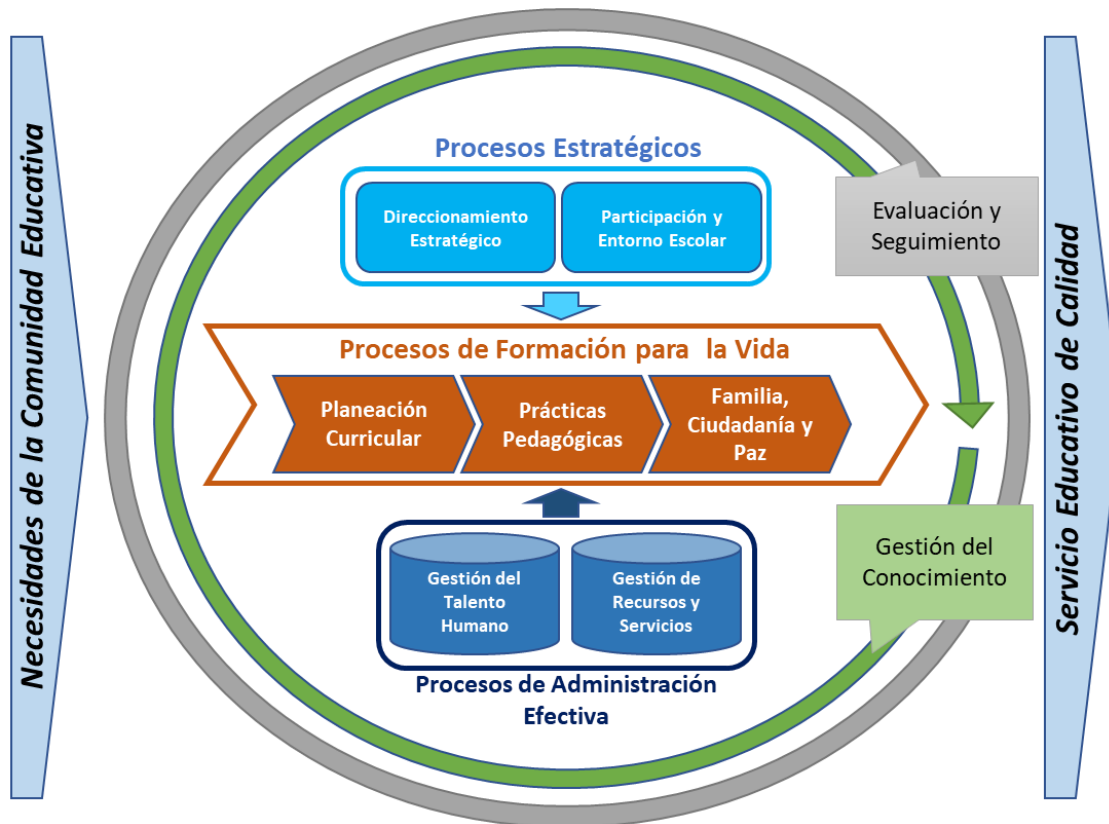 Necesidades de la Comunidad Educativa
Procesos Estratégicos
Direccionamiento
Estratégico
Participación y
Entorno Escolar
Evaluación y
Seguimiento
Procesos de Formación para la Vida
Planeación
Curricular
Prácticas
Pedagógicas
Familia,
Ciudadanía y
Paz
Gestión del
Talento
Humano
Gestión de
Recursos y
Servicios
Procesos de Administración
Efectiva
Gestión del
Conocimiento
Servicio Educativo de Calidad